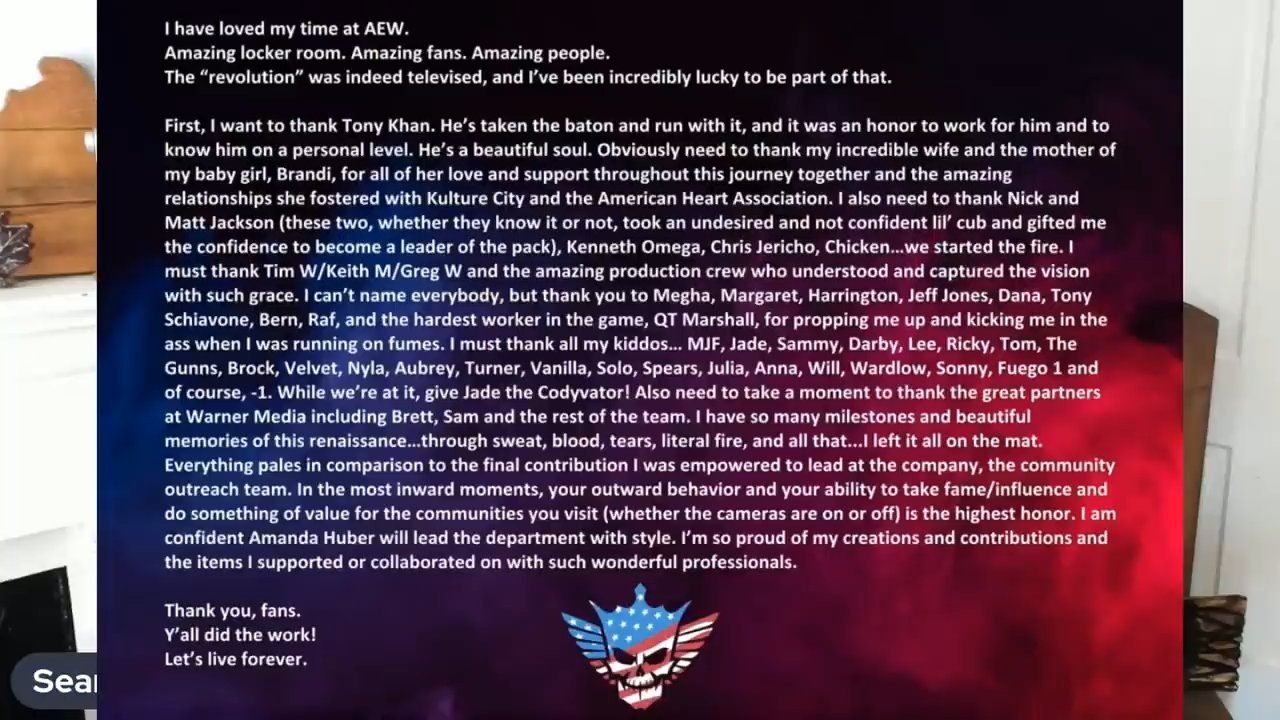 I have loved my time at AEW.
Amazing locker room. Amazing fans. Amazing people.
The “revolution” was indeed televised, and I’ve been incredibly lucky to be part of that.
First, I want to thank Tony Khan. He’s taken the baton and run with it, and it was an honor to work for him and to
know him on a personal level. He’s a beautiful soul. Obviously need to thank my incredible wife and the mother of
my baby girl, Brandi, for all of her love and support throughout this journey together and the amazing
relationships she fostered with Kulture City and the American Heart Association. I also need to thank Nick and
Matt Jackson (these two, whether they know it or not, took an undesired and not confident lil’ cub and gifted me
the confidence to become a leader of the pack), Kenneth Omega, Chris Jericho, Chicken…we started the fire. I
must thank Tim W/Keith M/Greg W and the amazing production crew who understood and captured the vision
with such grace. I can’t name everybody, but thank you to Megha, Margaret, Harrington, Jeff Jones, Dana, Tony
Schiavone, Bern, Raf, and the hardest worker in the game, QT Marshall, for propping me up and kicking me in the
ass when I was running on fumes. I must thank all my kiddos… MJF, Jade, Sammy, Darby, Lee, Ricky, Tom, The
Gunns, Brock, Velvet, Nyla, Aubrey, Turner, Vanilla, Solo, Spears, Julia, Anna, Will, Wardlow, Sonny, Fuego 1 and
of course, -1. While we’re at it, give Jade the Codyvator! Also need to take a moment to thank the great partners
at Warner Media including Brett, Sam and the rest of the team. I have so many milestones and beautiful
memories of this renaissance…through sweat, blood, tears, literal fire, and all that…I left it all on the mat.
Everything pales in comparison to the final contribution I was empowered to lead at the company, the community
outreach team. In the most inward moments, your outward behavior and your ability to take fame/influence and
do something of value for the communities you visit (whether the cameras are on or off) is the highest honor. I am
confident Amanda Huber will lead the department with style. I’m so proud of my creations and contributions and
the items I supported or collaborated on with such wonderful professionals.
Thank you, fans.
Y’all did the work!
Let’s live forever.